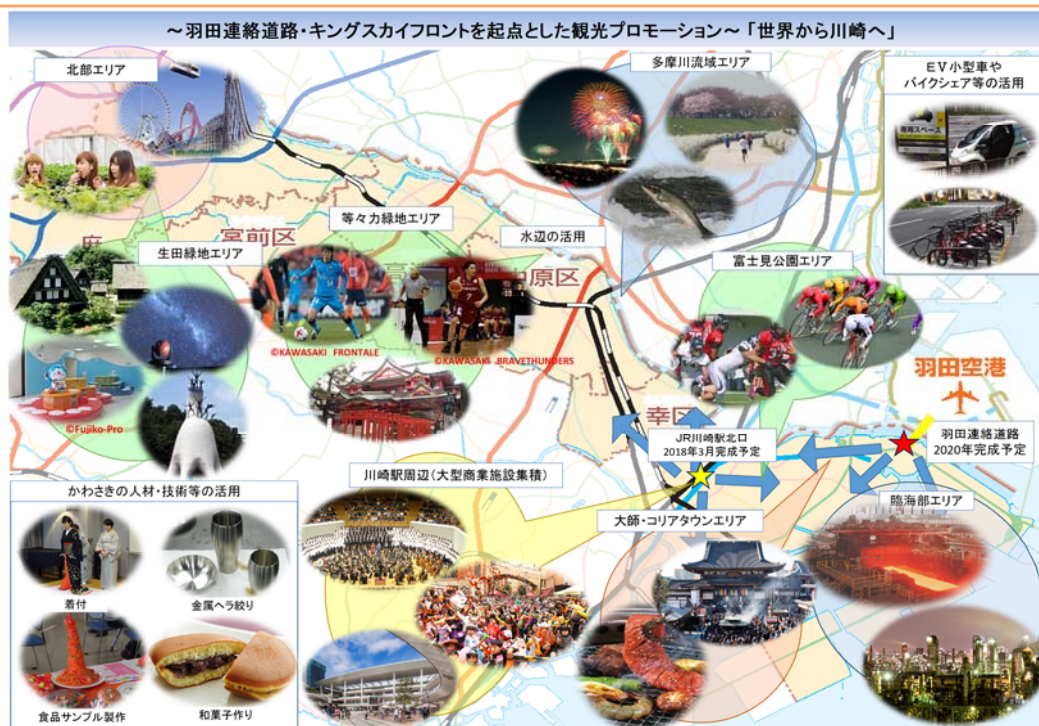 ～羽田連絡道路・キングスカイフロントを起点とした観光プロモーション～ 「世界から川崎へ」
北部エリア
多摩川流域エリア
EV小型車や
バイクシェア等の活用
専用スペース
等々力緑地エリア
水辺の活用
宮前区
麻
生田緑地エリア
中原区
富士見公園エリア
©KAWASAKI FRONTALE
©KAWASAKI BRAVETHUNDERS
羽田空港
©Fujiko-Pro
幸区
JR川崎駅北口
2018年3月完成予定
羽田連絡道路
2020年完成予定
川崎駅周辺(大型商業施設集積)
かわさきの人材・技術等の活用
大師・コリアタウンエリア
臨海部エリア
着付
金属ヘラ絞り
食品サンプル製作
和菓子作り